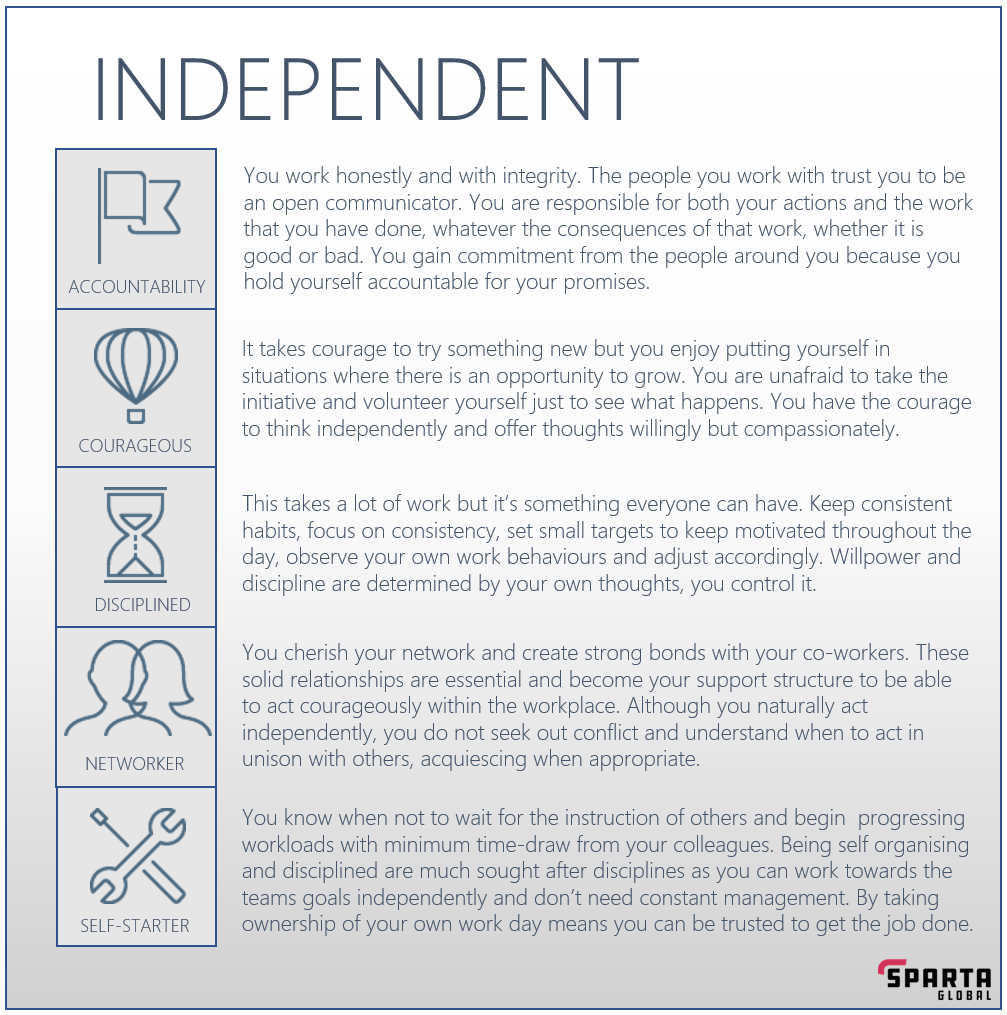 INDEPENDENT
ACCOUNTABILITY
You work honestly and with integrity. The people you work with trust you to be
an open communicator. You are responsible for both your actions and the work
that you have done, whatever the consequences of that work, whether it is
good or bad. You gain commitment from the people around you because you
hold yourself accountable for your promises.
COURAGEOUS
It takes courage to try something new but you enjoy putting yourself in
situations where there is an opportunity to grow. You are unafraid to take the
initiative and volunteer yourself just to see what happens. You have the courage
to think independently and offer thoughts willingly but compassionately.
DISCIPLINED
This takes a lot of work but it’s something everyone can have. Keep consistent
habits, focus on consistency, set small targets to keep motivated throughout the
day, observe your own work behaviours and adjust accordingly. Willpower and
discipline are determined by your own thoughts, you control it.
NETWORKER
You cherish your network and create strong bonds with your co-workers. These
solid relationships are essential and become your support structure to be able
to act courageously within the workplace. Although you naturally act
independently, you do not seek out conflict and understand when to act in
unison with others, acquiescing when appropriate.
SELF-STARTER
You know when not to wait for the instruction of others and begin  progressing
workloads with minimum time-draw from your colleagues. Being self organising
and disciplined are much sought after disciplines as you can work towards the
teams goals independently and don’t need constant management. By taking
ownership of your own work day means you can be trusted to get the job done.
SPARTA
GLOBAL